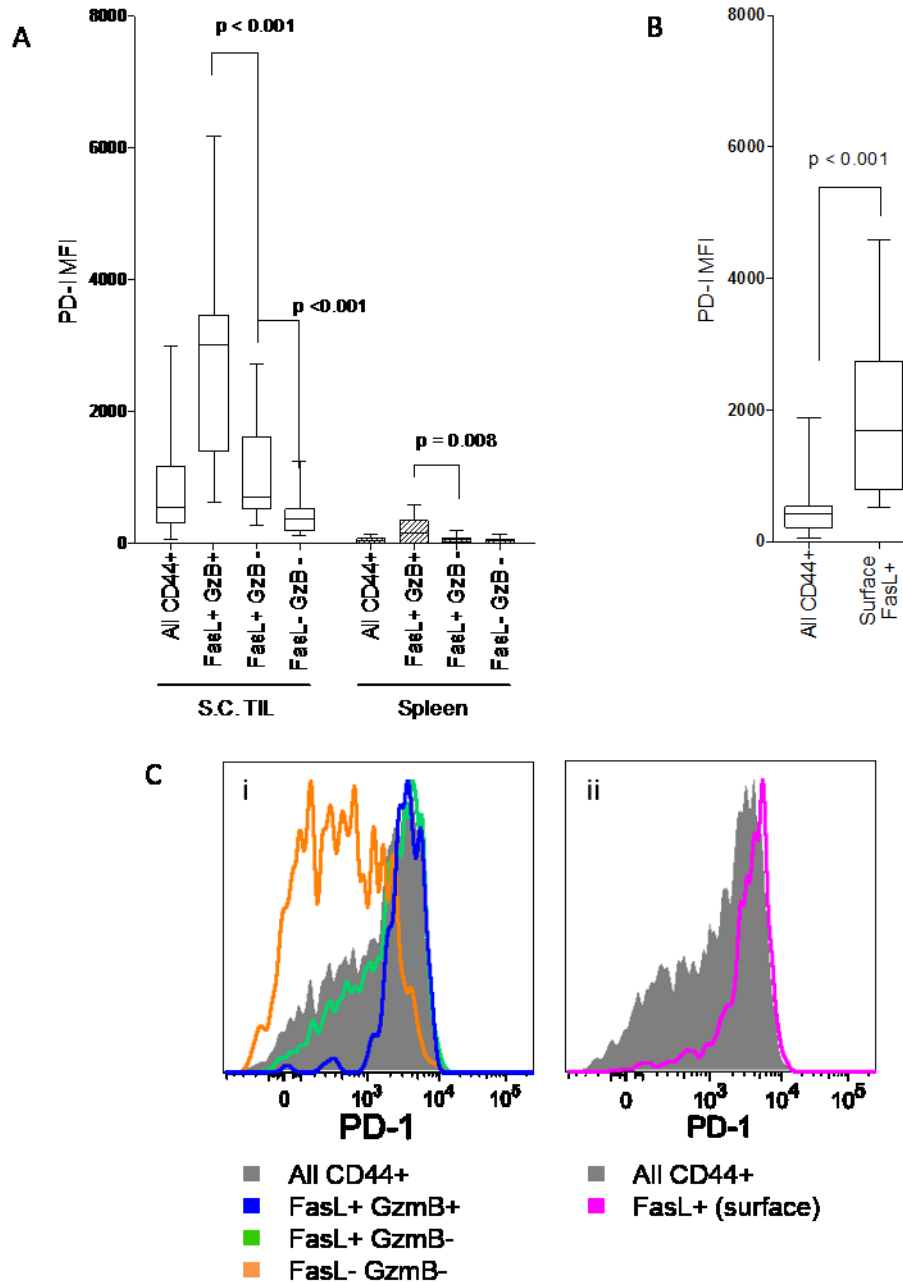 A
8000
6000
4000
2000
0
PD-I MFI
p < 0.001
p <0.001
p = 0.008
All CD44+
FasL+ GzB+
FasL+ GzB -
FasL- GzB -
All CD44+
FasL+ GzB+
FasL+ GzB -
FasL- GzB -
S.C. TIL
Spleen
B
8000
6000
4000
2000
0
PD-I MFI
p < 0.001
All CD44+
Surface
FasL+
C
i
0 10³ 10⁴ 10⁵
PD-1
All CD44+
FasL+ GzmB+
FasL+ GzmB-
FasL- GzmB-
ii
0 10³ 10⁴ 10⁵
PD-1
All CD44+
FasL+ (surface)